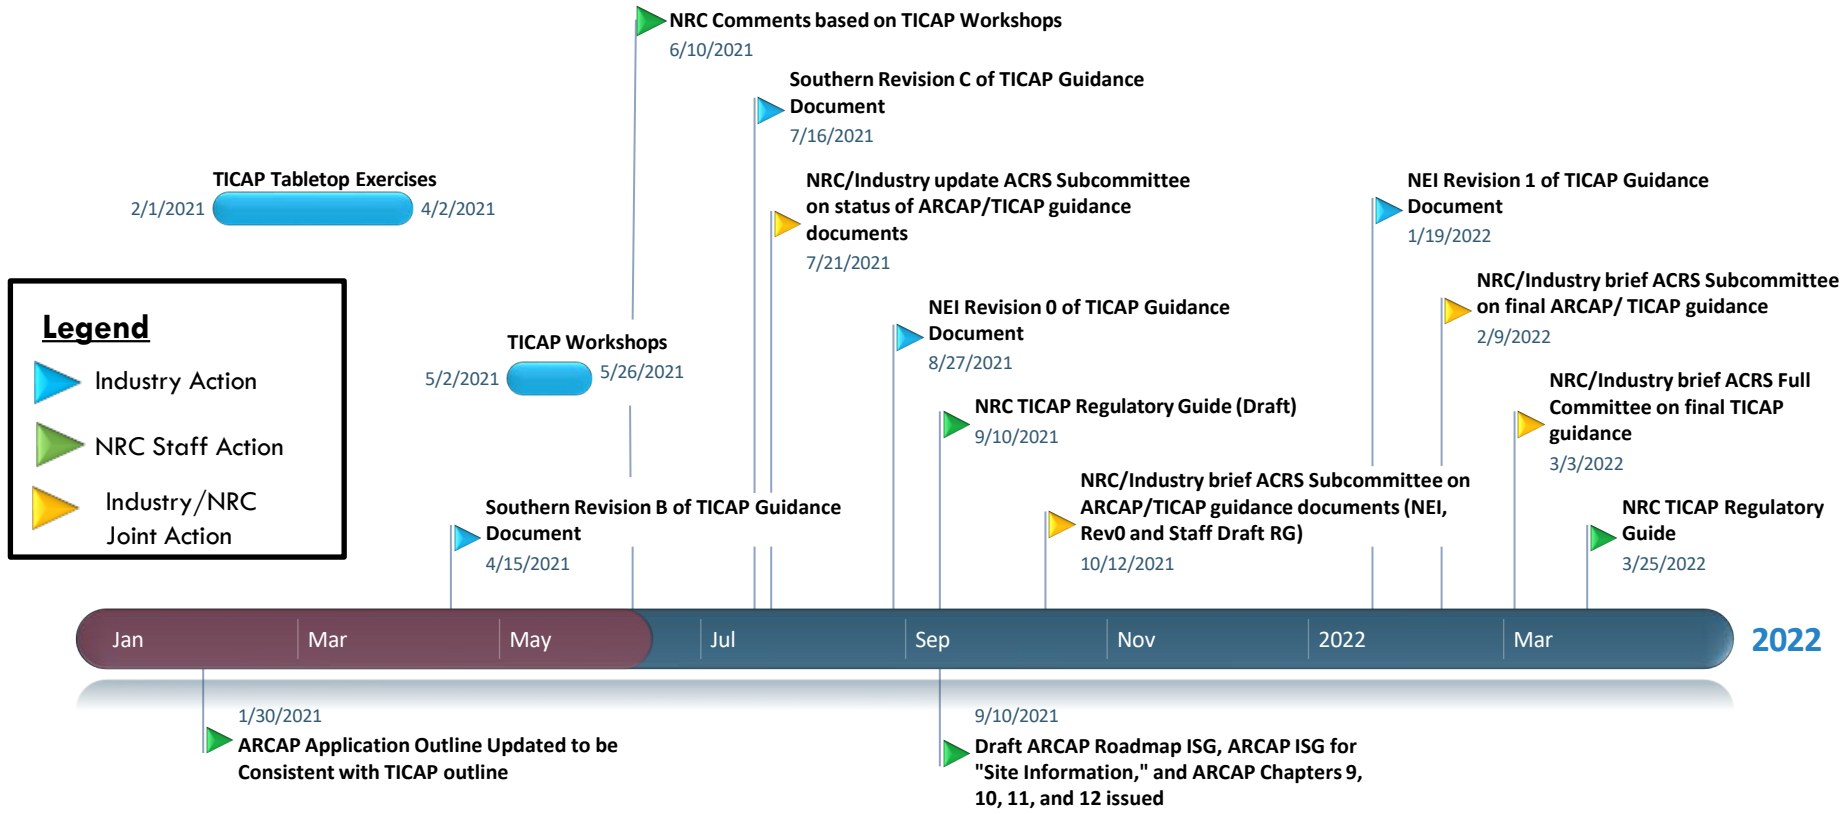 NRC Comments based on TICAP Workshops
6/10/2021
Southern Revision C of TICAP Guidance
Document
7/16/2021
TICAP Tabletop Exercises
2/1/2021
4/2/2021
NRC/Industry update ACRS Subcommittee
on status of ARCAP/TICAP guidance
documents
7/21/2021
NEI Revision 1 of TICAP Guidance
Document
1/19/2022
NRC/Industry brief ACRS Subcommittee
on final ARCAP/ TICAP guidance
2/9/2022
Legend
Industry Action
NRC Staff Action
Industry/NRC
Joint Action
TICAP Workshops
5/2/2021
5/26/2021
NEI Revision 0 of TICAP Guidance
Document
8/27/2021
NRC TICAP Regulatory Guide (Draft)
9/10/2021
NRC/Industry brief ACRS Full
Committee on final TICAP
guidance
3/3/2022
Southern Revision B of TICAP Guidance
Document
4/15/2021
NRC/Industry brief ACRS Subcommittee on
ARCAP/TICAP guidance documents (NEI,
Rev0 and Staff Draft RG)
10/12/2021
NRC TICAP Regulatory
Guide
3/25/2022
Jan
Mar
May
Jul
Sep
Nov
2022
Mar
2022
1/30/2021
ARCAP Application Outline Updated to be
Consistent with TICAP outline
9/10/2021
Draft ARCAP Roadmap ISG, ARCAP ISG for
"Site Information," and ARCAP Chapters 9,
10, 11, and 12 issued